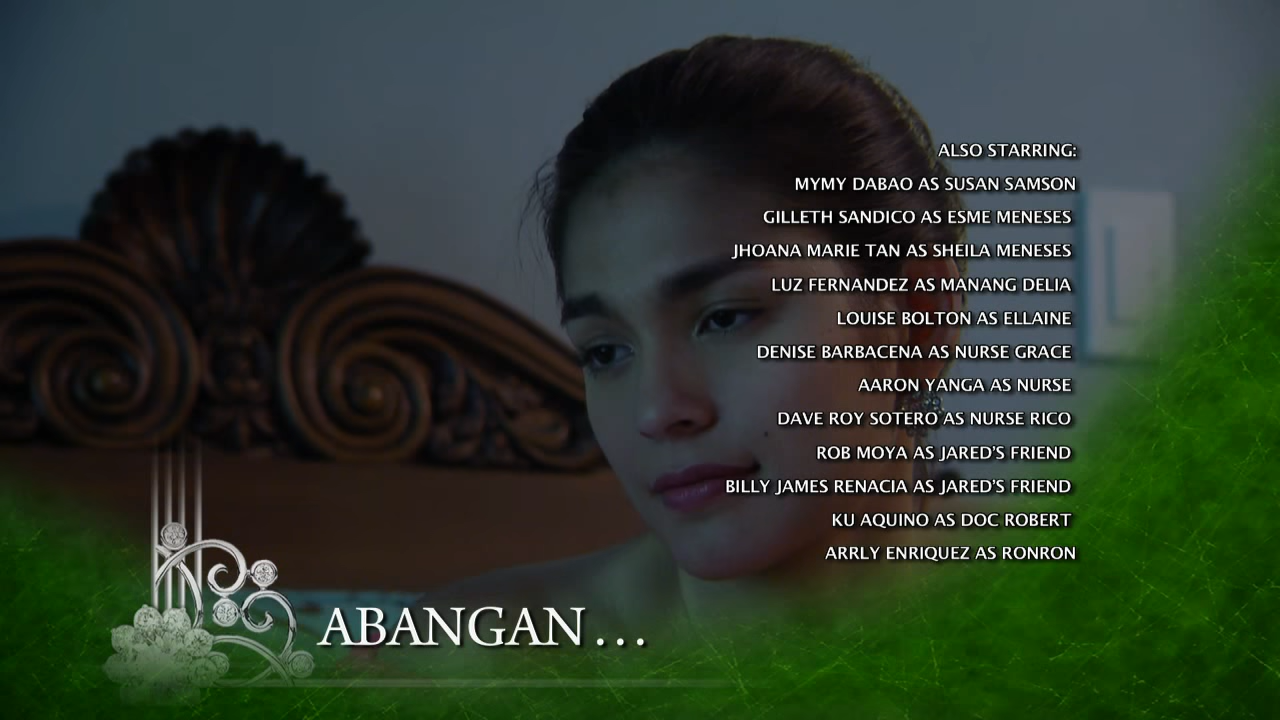 ALSO STARRING:
MYMY DABAO AS SUSAN SAMSON
GILLETH SANDICO AS ESME MENESES
JHOANA MARIE TAN AS SHEILA MENESES
LUZ FERNANDEZ AS MANANG DELIA
LOUISE BOLTON AS ELLAINE
DENISE BARBACENA AS NURSE GRACE
AARON YANGA AS NURSE
DAVE ROY SOTERO AS NURSE RICO
ROB MOYA AS JARED'S FRIEND
BILLY JAMES RENACIA AS JARED'S FRIEND
KU AQUINO AS DOC ROBERT
ARRLY ENRIQUEZ AS RONRON
ABANGAN...